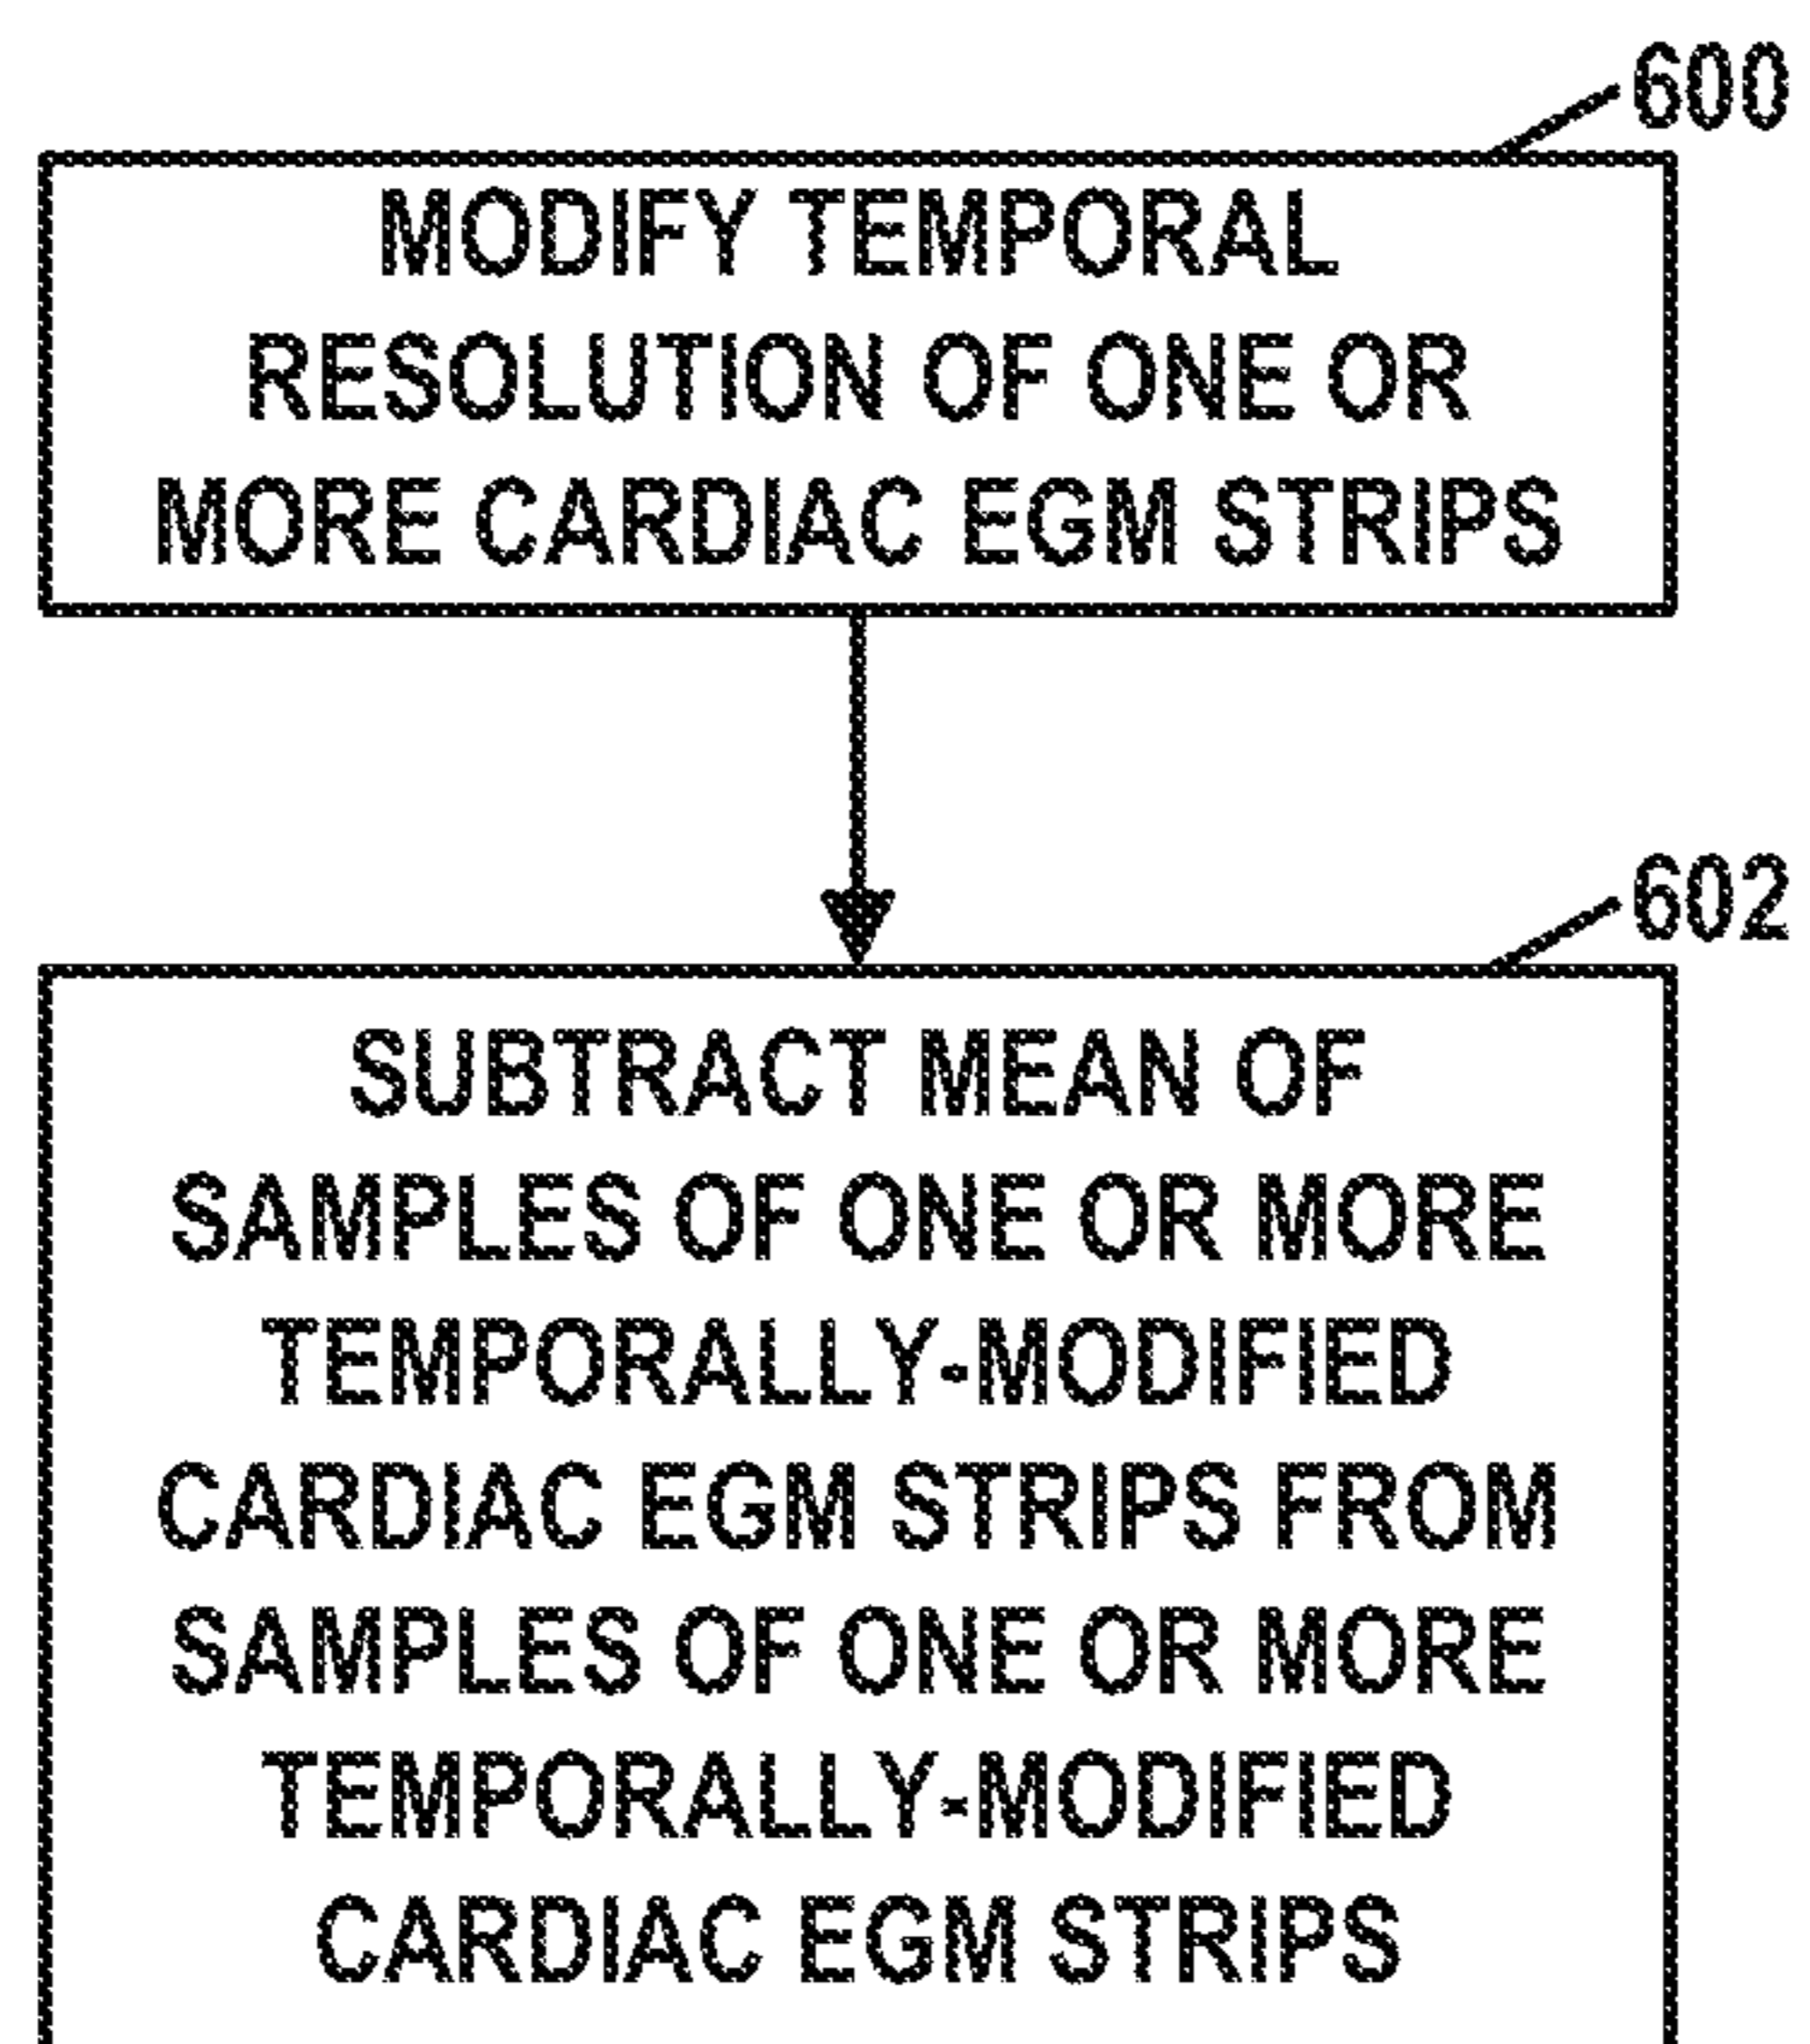 600
MODIFY TEMPORAL
RESOLUTION OF ONE OR
MORE CARDIAC EGM STRIPS
602
SUBTRACT MEAN OF
SAMPLES OF ONE OR MORE
TEMPORALLY-MODIFIED
CARDIAC EGM STRIPS FROM
SAMPLES OF ONE OR MORE
TEMPORALLY-MODIFIED
CARDIAC EGM STRIPS